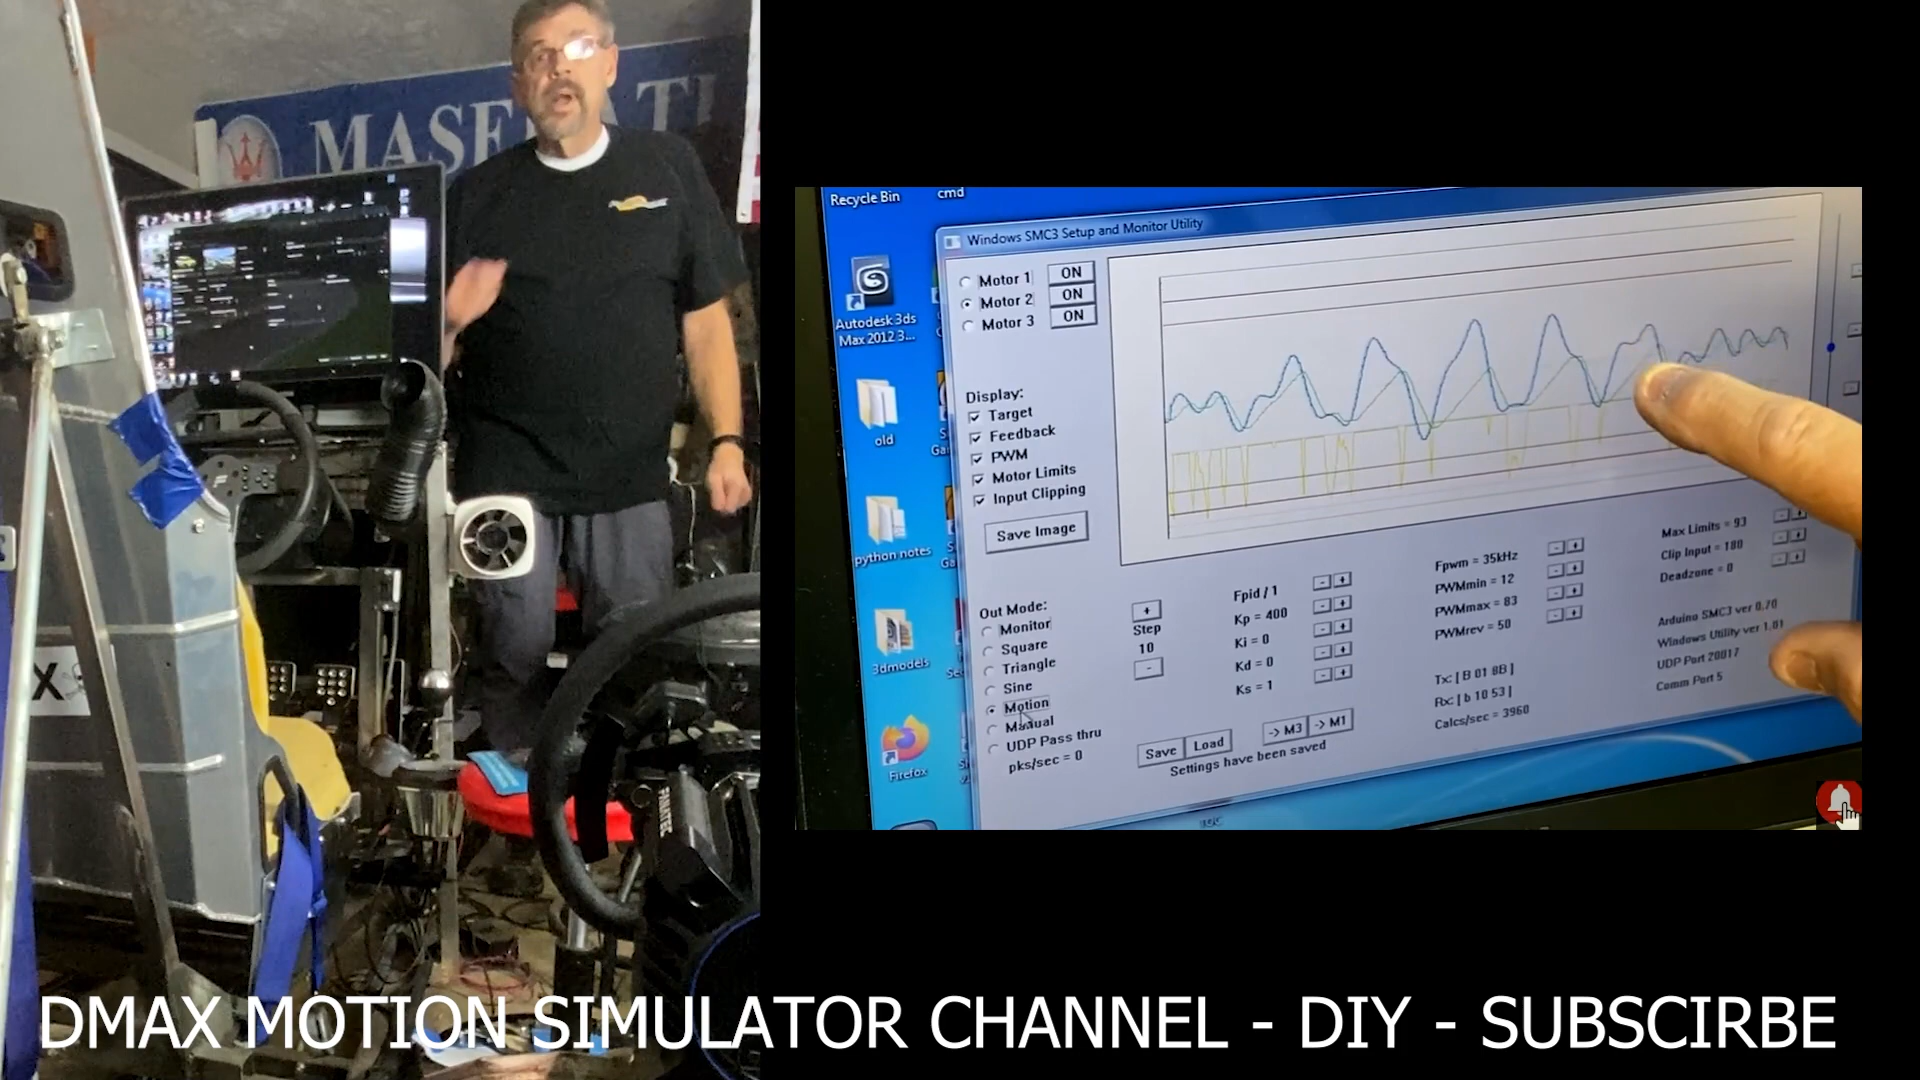 MASE ATI
Recycle Bin
cmd
Windows SMC3 Setup and Monitor Utility
Motor 1
ON
Motor 2
ON
Motor 3
ON
Autodesk 3ds
Max 2012 3...
old
python notes
3dmodels
Firefox
Display:
Target
Feedback
PWM
Motor Limits
Input Clipping
Save Image
Out Mode:
Monitor
Square
Triangle
Sine
Motion
Manual
UDP Pass thru
pks/sec = 0
+
Step
10
-
Fpid / 1
- +
Kp = 400
- +
Ki = 0
- +
Kd = 0
- +
Ks = 1
- +
Fpwm = 35kHz
- +
PWMmin = 12
- +
PWMmax = 83
- +
PWMrev = 50
- +
Max Limits = 93
- +
Clip Input = 180
- +
Deadzone = 0
- +
Save
Load
-> M3
-> M1
Settings have been saved
Tx: [ B 01 8B ]
Rx: [ b 10 53 ]
Calcs/sec = 3960
Arduino SMC3 ver 0.70
Windows Utility ver 1.01
UDP Port 20017
Comm Port 5
X
FANATEC
DMAX MOTION SIMULATOR CHANNEL - DIY - SUBSCIRBE